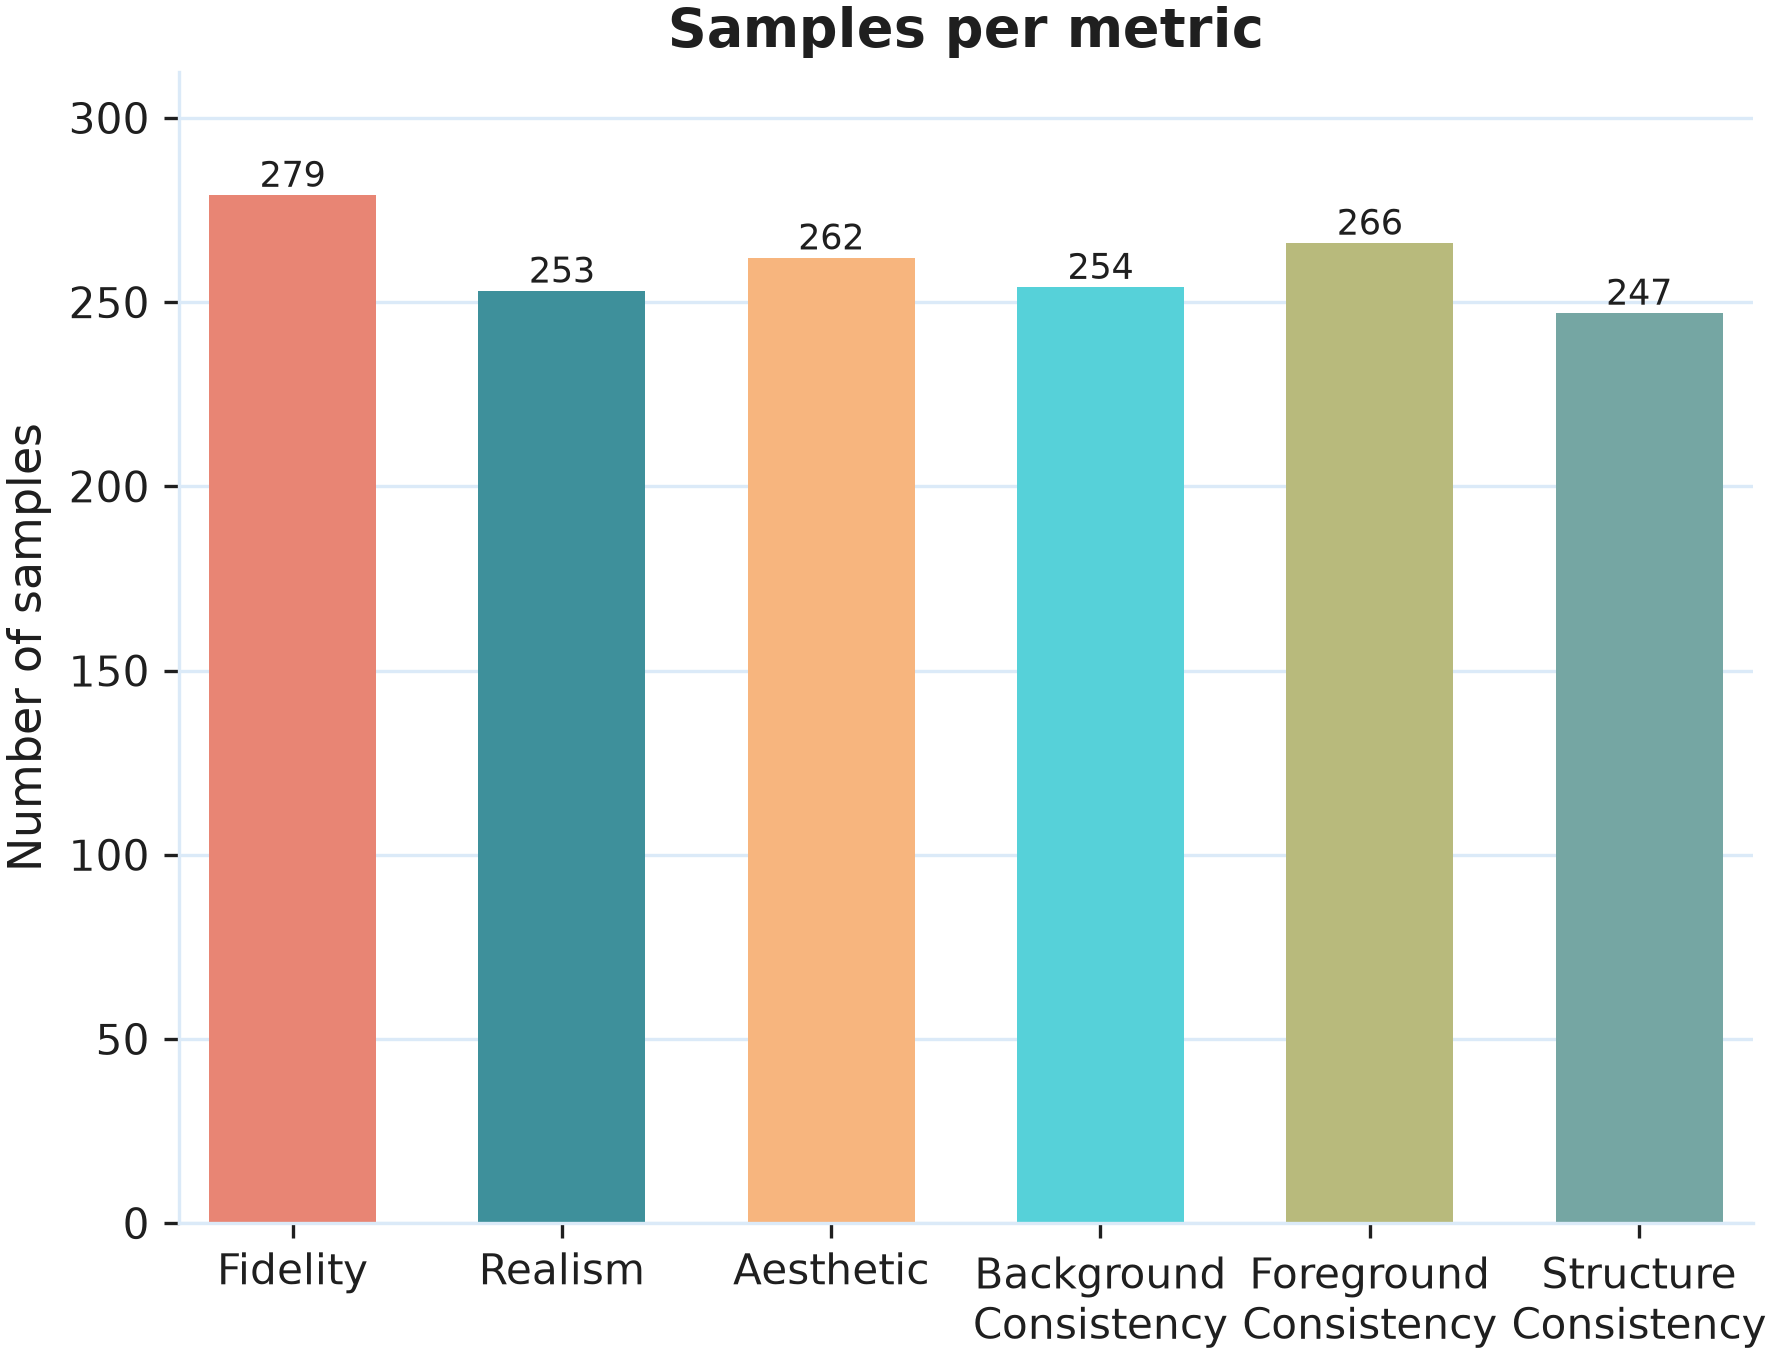 Samples per metric
Number of samples
300
250
200
150
100
50
0
279
253
262
254
266
247
Fidelity
Realism
Aesthetic
Background
Consistency
Foreground
Consistency
Structure
Consistency